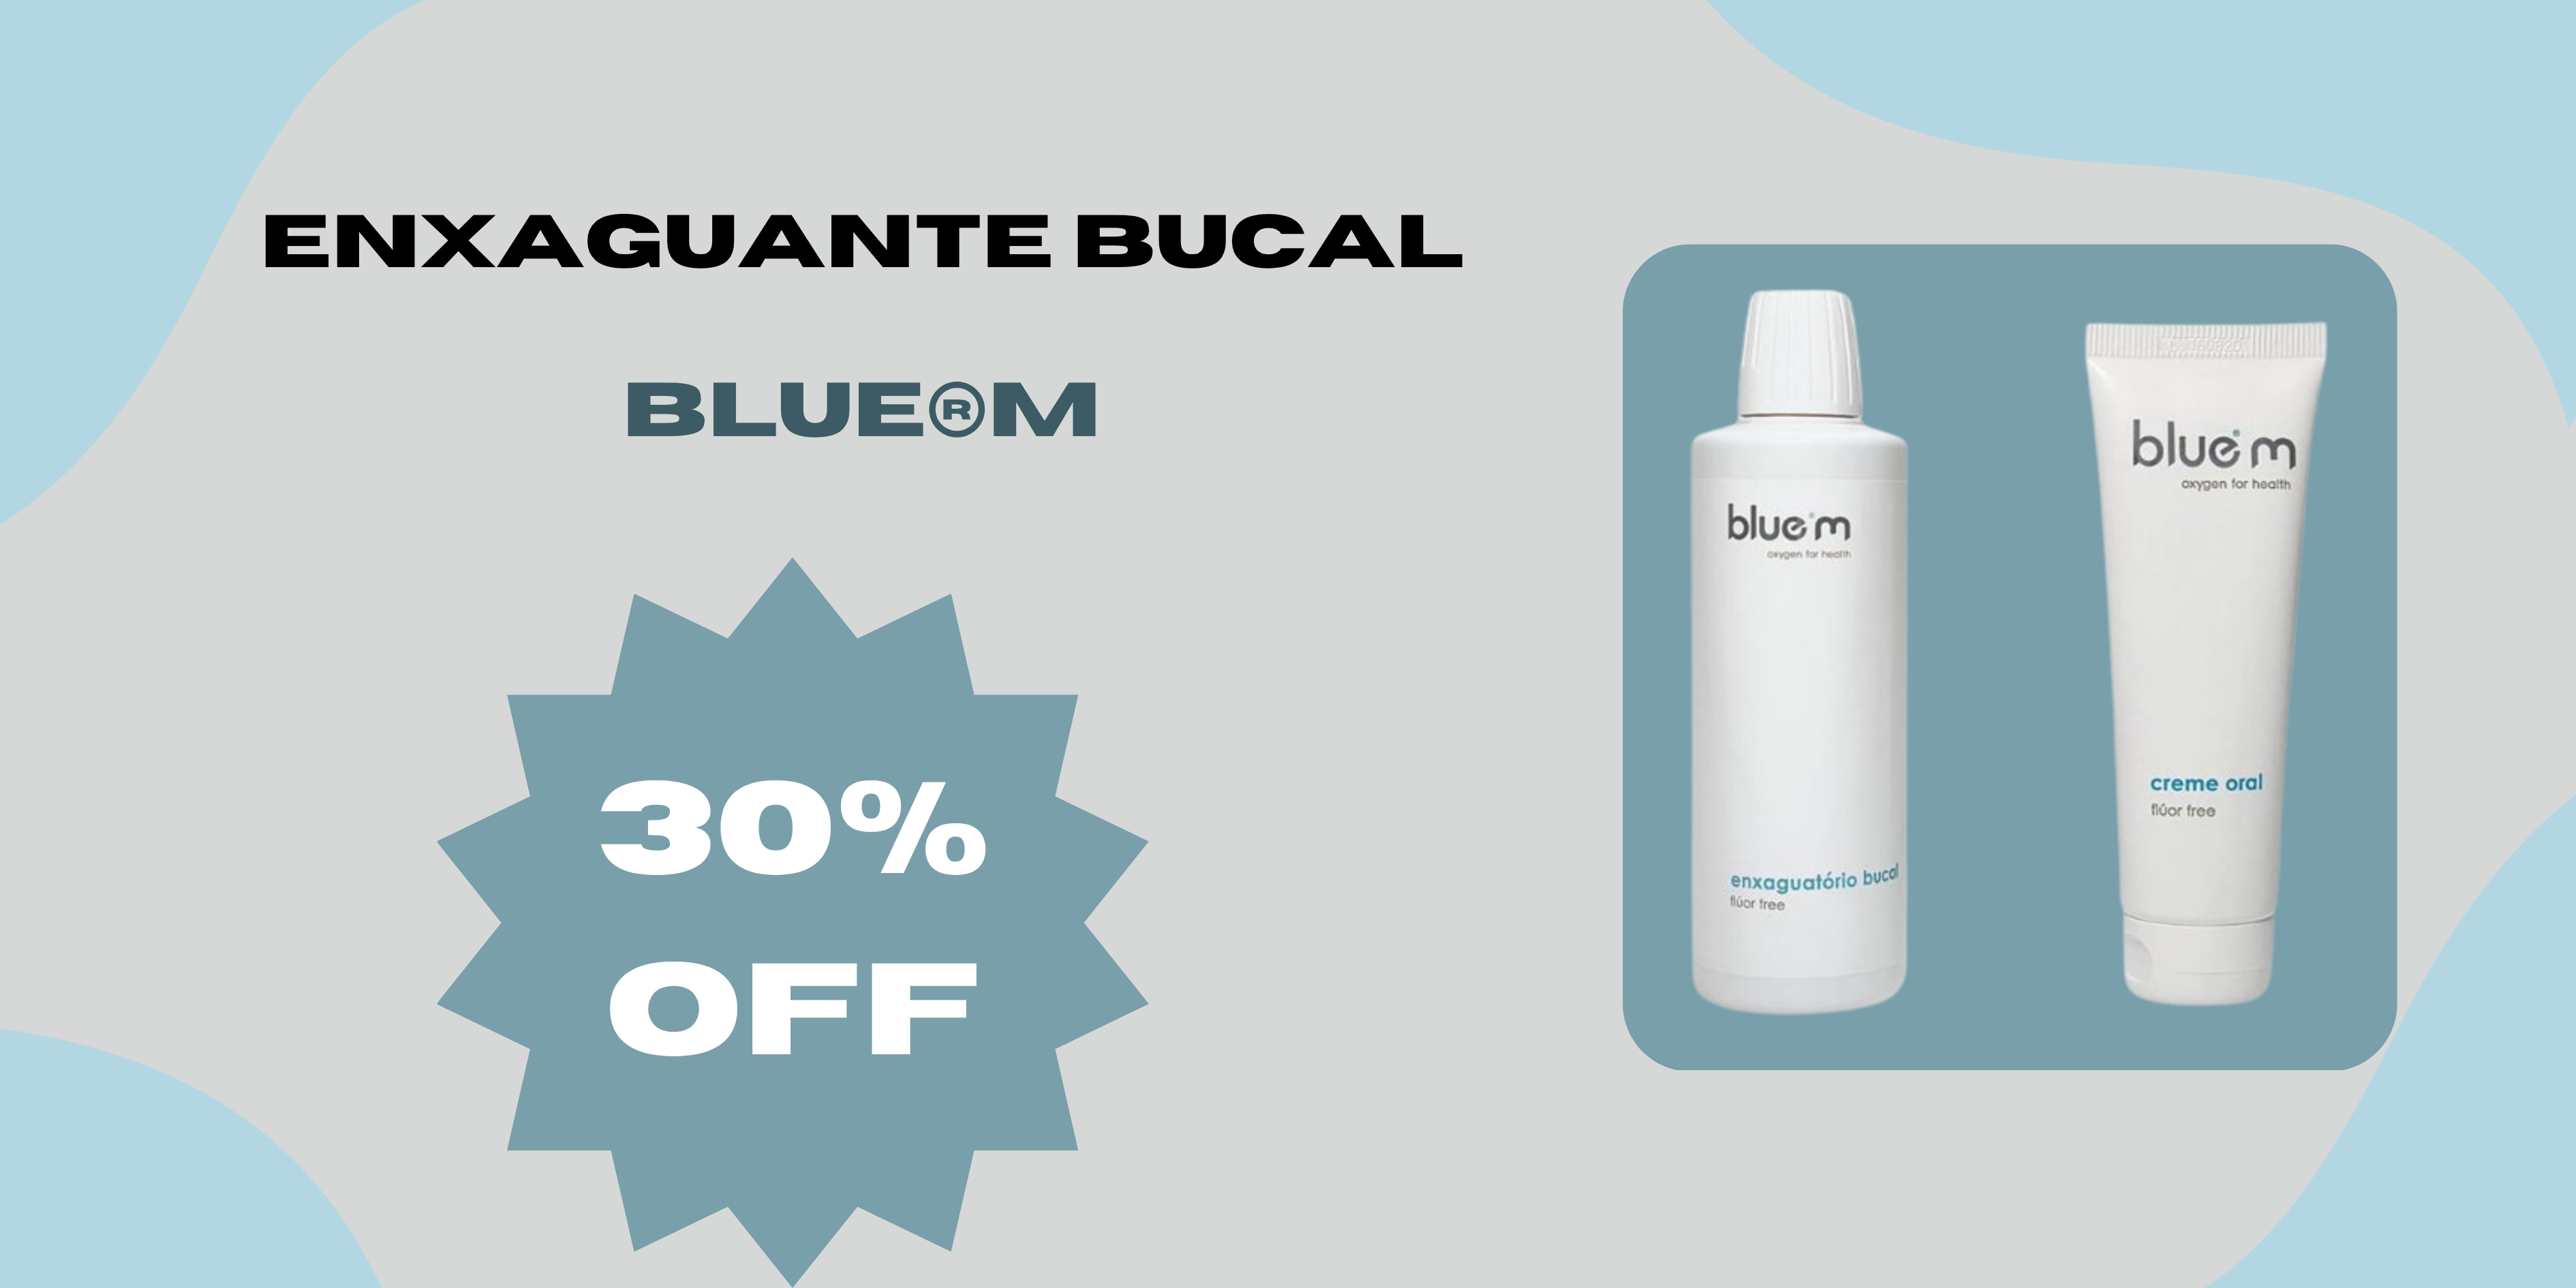 ENXAGUANTE BUCAL
BLUE®M
30%
OFF
blue®m
oxygen for health
enxaguatório bucal
flúor free
blue®m
oxygen for health
creme oral
flúor free